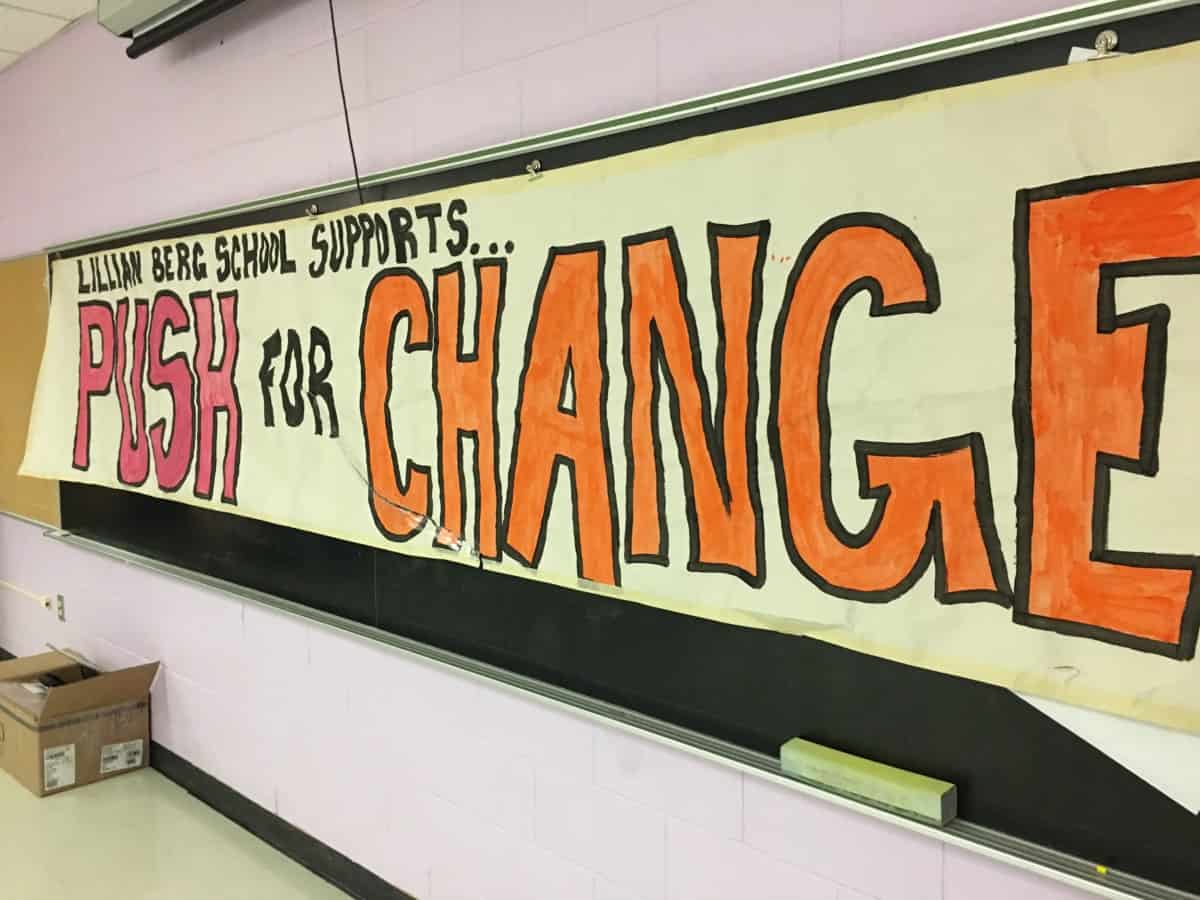 LILLIAN BERG SCHOOL SUPPORTS...
PUSH FOR CHANGE